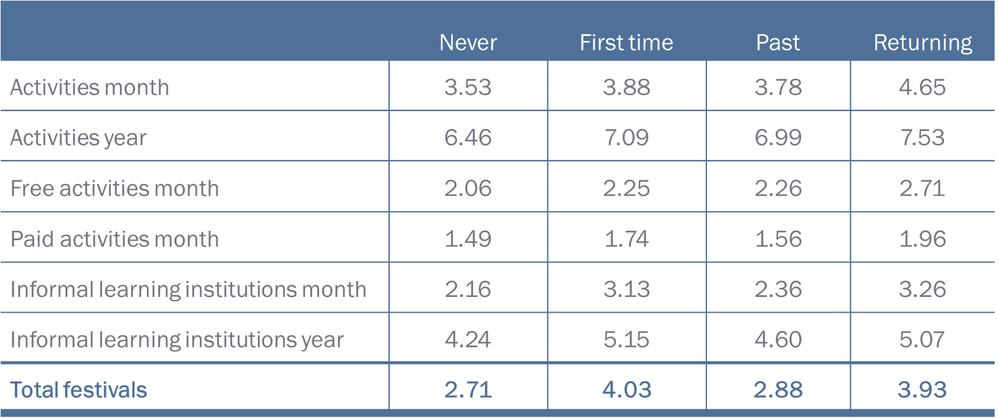 Never First time Past Returning
Activities month 3.53 3.88 3.78 4.65
Activities year 6.46 7.09 6.99 7.53
Free activities month 2.06 2.25 2.26 2.71
Paid activities month 1.49 1.74 1.56 1.96
Informal learning institutions month 2.16 3.13 2.36 3.26
Informal learning institutions year 4.24 5.15 4.60 5.07
Total festivals 2.71 4.03 2.88 3.93